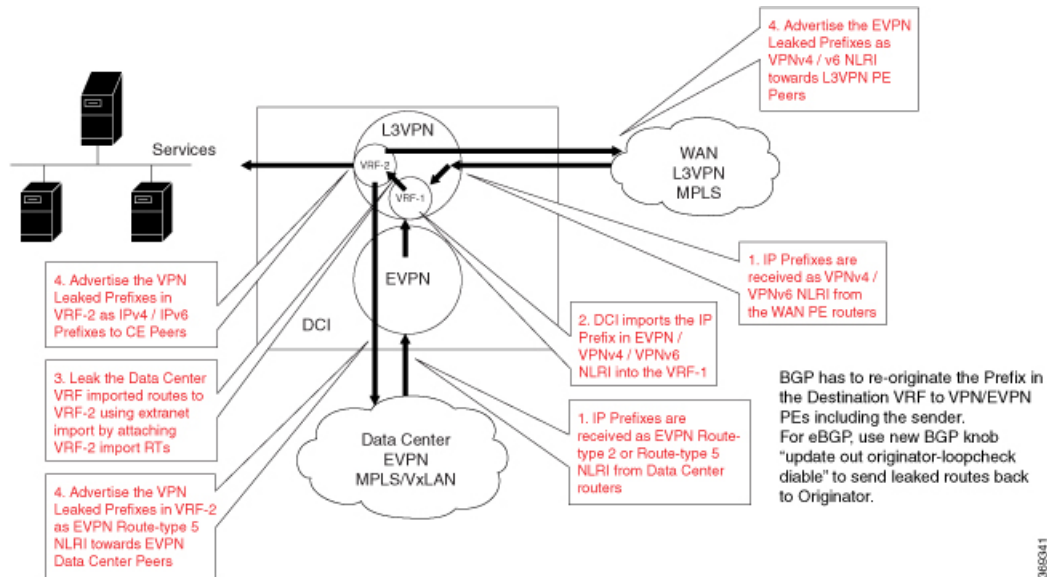 4. Advertise the EVPN
Leaked Prefixes as
VPNv4 / v6 NLRI
towards L3VPN PE
Peers
L3VPN
Services
VRF-2
VRF-1
WAN
L3VPN
MPLS
EVPN
DCI
4. Advertise the VPN
Leaked Prefixes in
VRF-2 as IPv4 / IPv6
Prefixes to CE Peers
1. IP Prefixes are
received as VPNv4 /
VPNv6 NLRI from
the WAN PE routers
2. DCI imports the IP
Prefix in EVPN /
VPNv4 / VPNv6
NLRI into the VRF-1
3. Leak the Data Center
VRF imported routes to
VRF-2 using extranet
import by attaching
VRF-2 import RTs
Data Center
EVPN
MPLS/VxLAN
1. IP Prefixes are
received as EVPN Route-
type 2 or Route-type 5
NLRI from Data Center
routers
BGP has to re-originate the Prefix in
the Destination VRF to VPN/EVPN
PEs including the sender.
For eBGP, use new BGP knob
“update out originator-loopcheck
diable” to send leaked routes back
to Originator.
4. Advertise the VPN
Leaked Prefixes in VRF-2
as EVPN Route-type 5
NLRI towards EVPN
Data Center Peers
369341